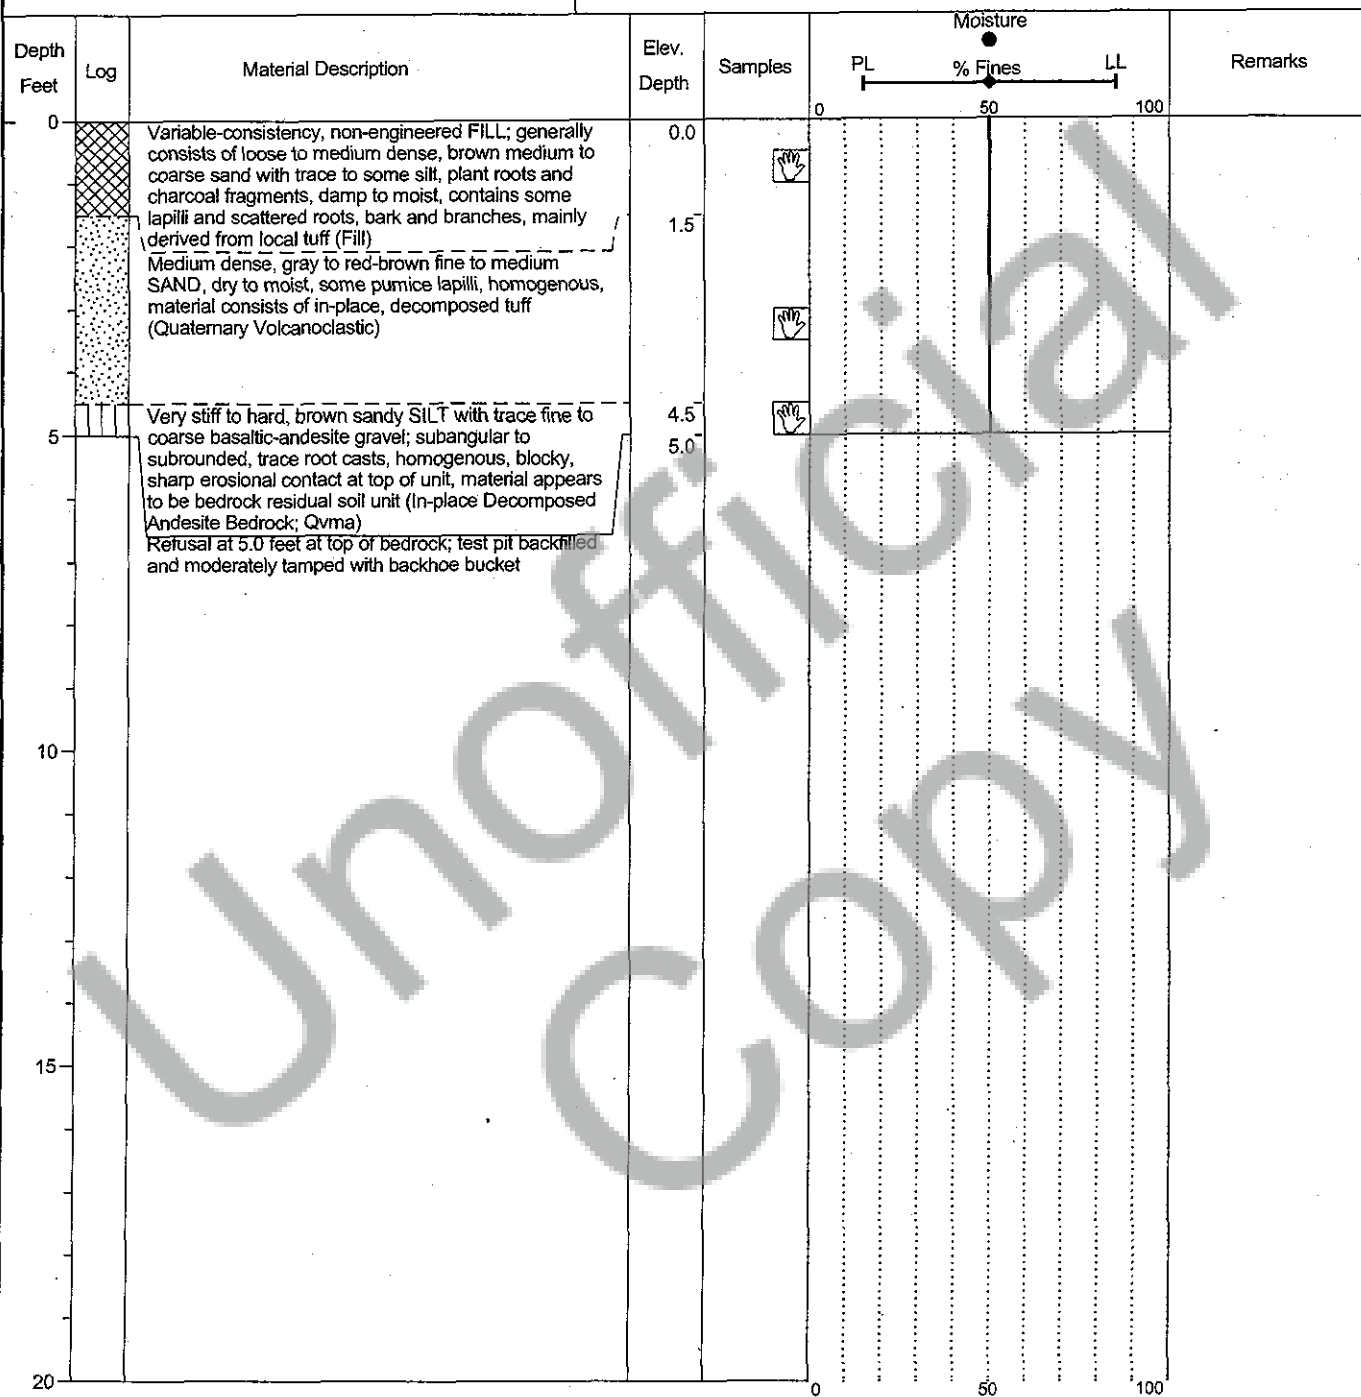 Depth
Feet
Log
Material Description
Elev.
Depth
Samples
Moisture
PL
% Fines
LL
0
50
100
Remarks
0
Variable-consistency, non-engineered FILL; generally
consists of loose to medium dense, brown medium to
coarse sand with trace to some silt, plant roots and
charcoal fragments, damp to moist, contains some
lapilli and scattered roots, bark and branches, mainly
derived from local tuff (Fill)
0.0
1.5
Medium dense, gray to red-brown fine to medium
SAND, dry to moist, some pumice lapilli, homogenous,
material consists of in-place, decomposed tuff
(Quaternary Volcanoclastic)
4.5
5
5.0
Very stiff to hard, brown sandy SILT with trace fine to
coarse basaltic-andesite gravel; subangular to
subrounded, trace root casts, homogenous, blocky,
sharp erosional contact at top of unit, material appears
to be bedrock residual soil unit (In-place Decomposed
Andesite Bedrock; Qvma)
Refusal at 5.0 feet at top of bedrock; test pit backfilled
and moderately tamped with backhoe bucket
10
15
20
0
50
100
Unofficial
Copy